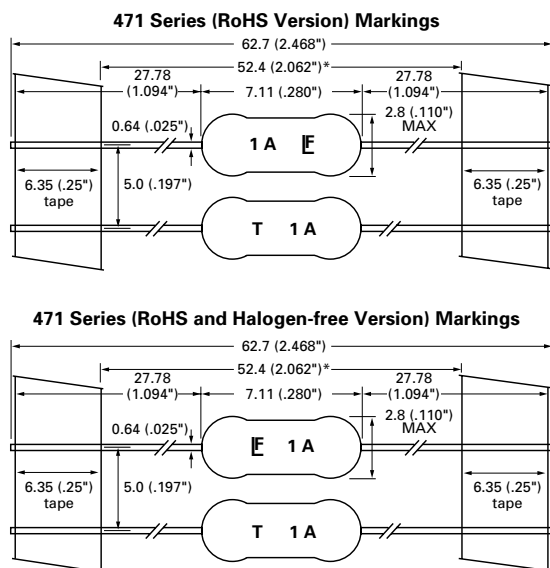 471 Series (RoHS Version) Markings
62.7 (2.468")
52.4 (2.062")*
27.78
(1.094")
7.11 (.280")
27.78
(1.094")
2.8 (.110")
MAX
0.64 (.025")
1 A LF
6.35 (.25")
tape
5.0 (.197")
6.35 (.25")
tape
T 1 A
471 Series (RoHS and Halogen-free Version) Markings
62.7 (2.468")
52.4 (2.062")*
27.78
(1.094")
7.11 (.280")
27.78
(1.094")
2.8 (.110")
MAX
0.64 (.025")
LF 1 A
6.35 (.25")
tape
5.0 (.197")
6.35 (.25")
tape
T 1 A